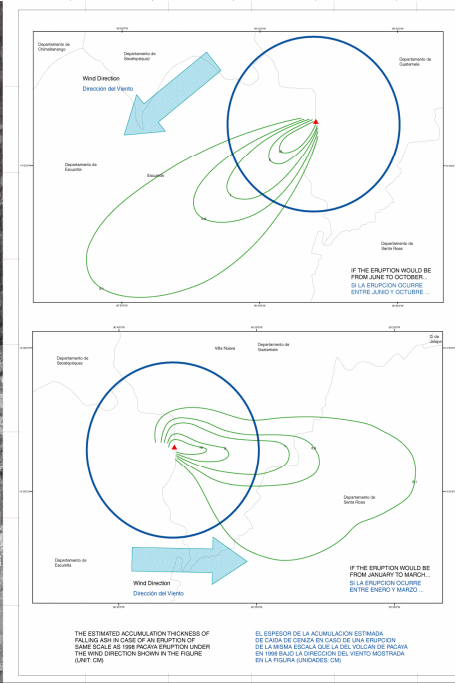 Departamento de
Chimaltenango
Departamento de
Sacatepéquez
Departamento de
Guatemala
Wind Direction
Dirección del Viento
Departamento de
Escuintla
Escuintla
Departamento de
Santa Rosa
IF THE ERUPTION WOULD BE
FROM JUNE TO OCTOBER...
SI LA ERUPCION OCURRE
ENTRE JUNIO Y OCTUBRE ...
D. de
Jalapa
Villa Nueva
Departamento de
Guatemala
Departamento de
Sacatepéquez
Departamento de
Santa Rosa
Departamento de
Escuintla
Wind Direction
Dirección del Viento
IF THE ERUPTION WOULD BE
FROM JANUARY TO MARCH...
SI LA ERUPCION OCURRE
ENTRE ENERO Y MARZO ...
THE ESTIMATED ACCUMULATION THICKNESS OF
FALLING ASH IN CASE OF AN ERUPTION OF
SAME SCALE AS 1998 PACAYA ERUPTION UNDER
THE WIND DIRECTION SHOWN IN THE FIGURE
(UNIT: CM)
EL ESPESOR DE LA ACUMULACION ESTIMADA
DE CAIDA DE CENIZA EN CASO DE UNA ERUPCION
DE LA MISMA ESCALA QUE LA DEL VOLCAN DE PACAYA
EN 1998 BAJO LA DIRECCION DEL VIENTO MOSTRADA
EN LA FIGURA (UNIDADES: CM)